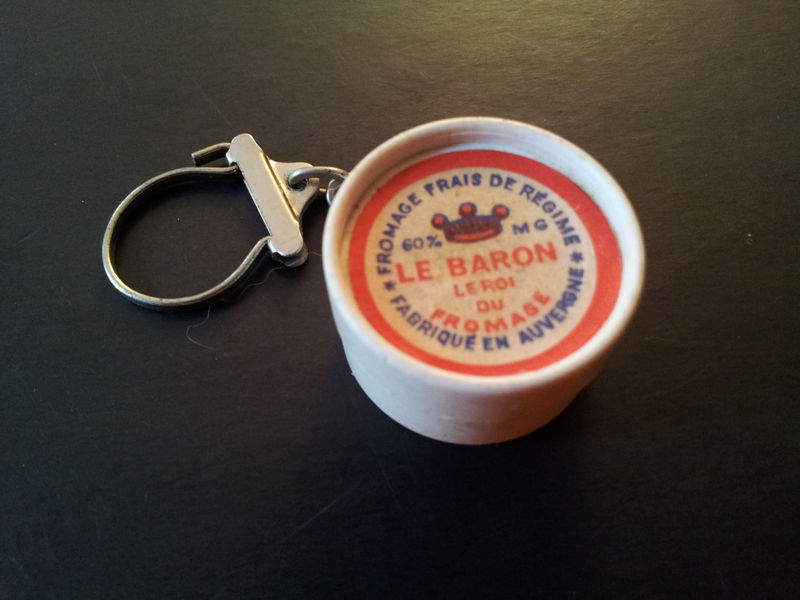 FROMAGE FRAIS DE RÉGIME
60% MG
LE BARON
LE ROI
DU
FROMAGE
* FABRIQUÉ EN AUVERGNE *